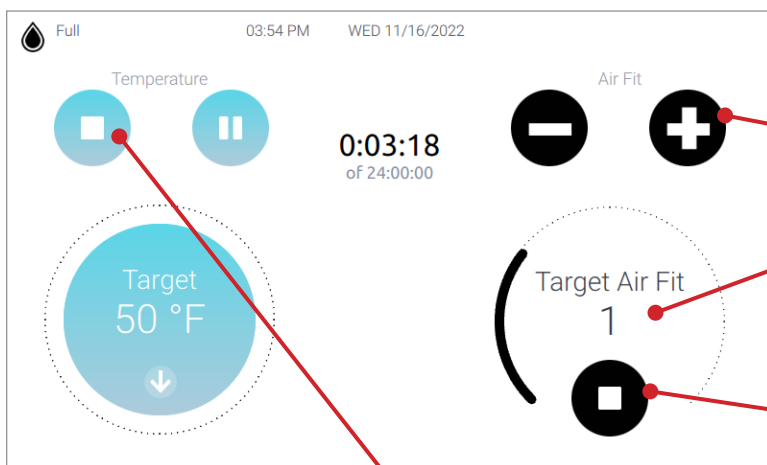 Full
03:54 PM
WED 11/16/2022
Temperature
Air Fit
0:03:18
of 24:00:00
Target
50 °F
Target Air Fit
1